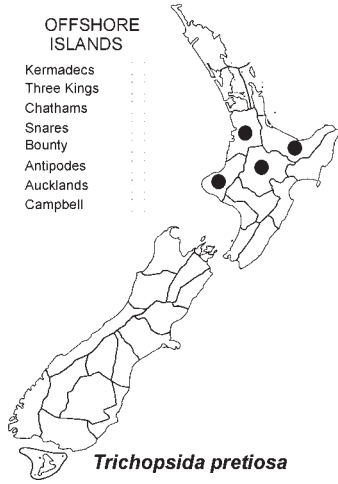 OFFSHORE
ISLANDS
Kermadecs
Three Kings
Chathams
Snares
Bounty
Antipodes
Aucklands
Campbell
Trichopsida pretiosa